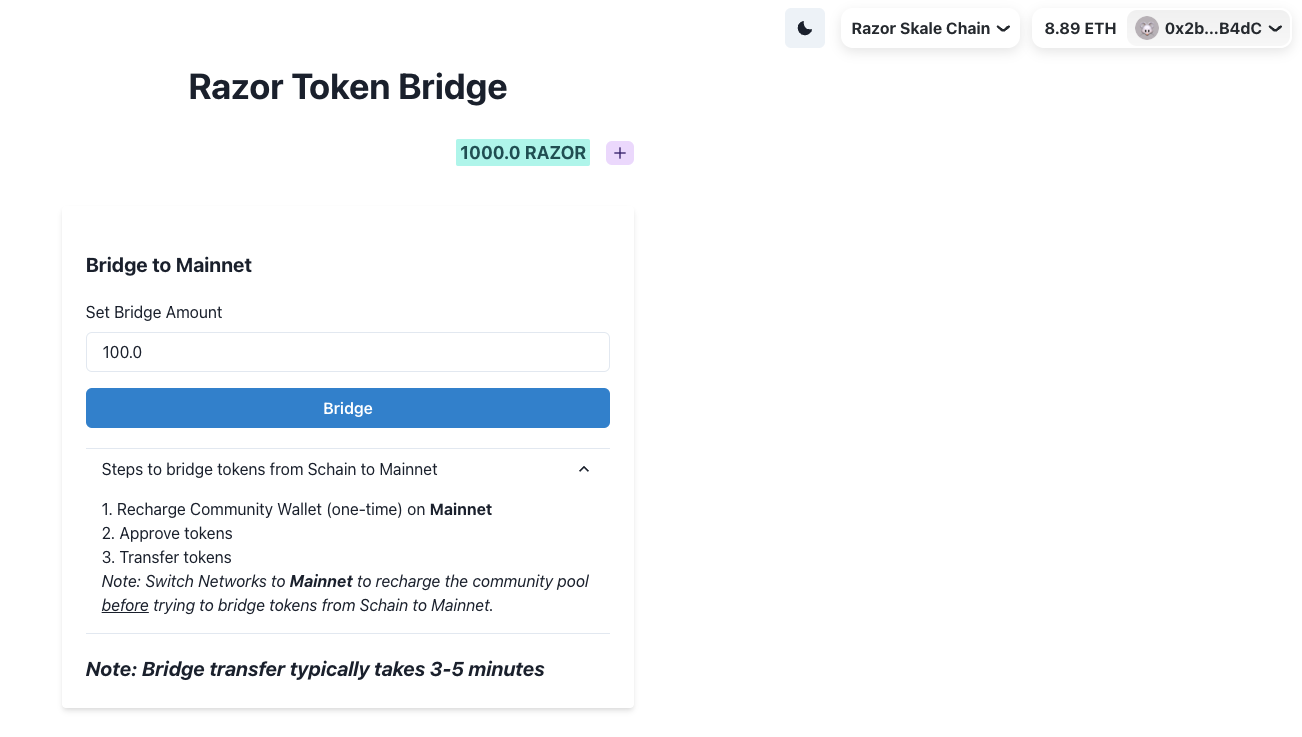 Razor Skale Chain
8.89 ETH
0x2b...B4dC
Razor Token Bridge
1000.0 RAZOR
+
Bridge to Mainnet
Set Bridge Amount
100.0
Bridge
Steps to bridge tokens from Schain to Mainnet
1. Recharge Community Wallet (one-time) on Mainnet
2. Approve tokens
3. Transfer tokens
Note: Switch Networks to Mainnet to recharge the community pool
before trying to bridge tokens from Schain to Mainnet.
Note: Bridge transfer typically takes 3-5 minutes